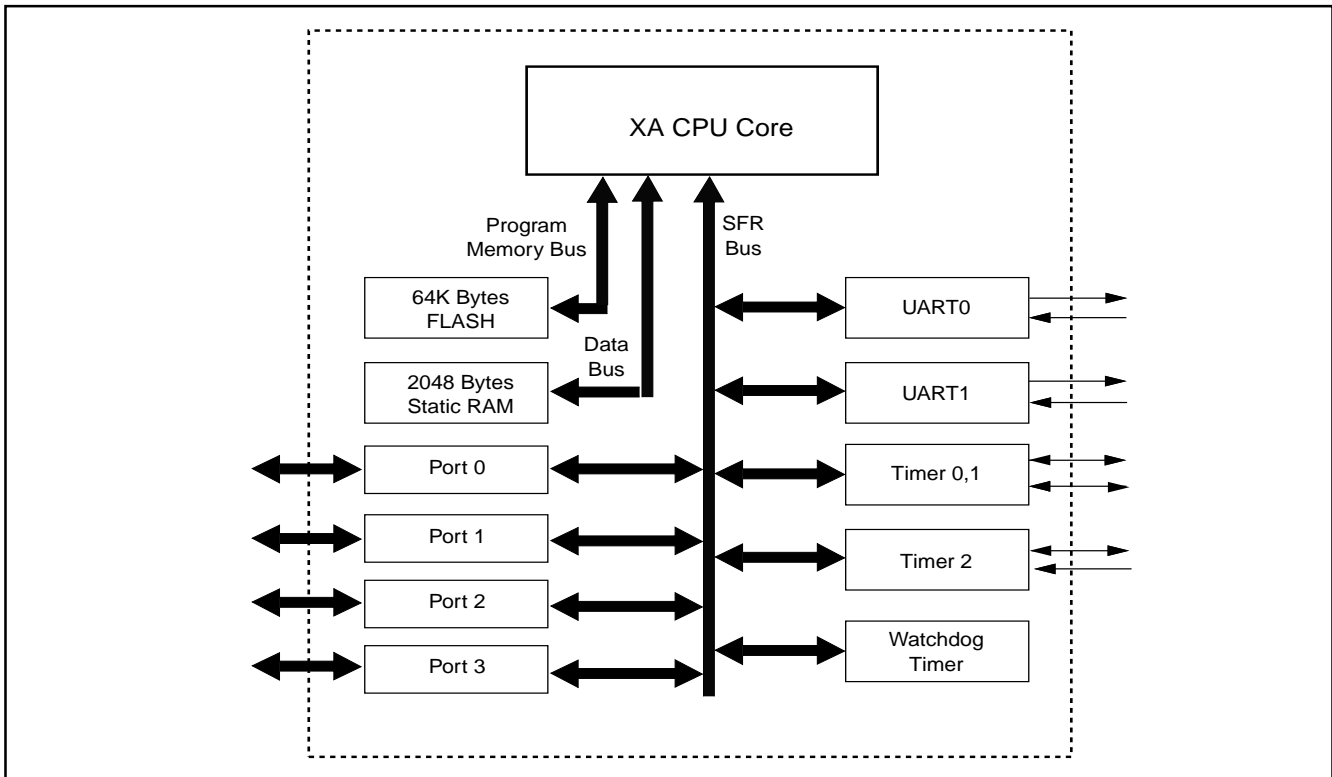 XA CPU Core
Program
Memory Bus
SFR
Bus
64K Bytes
FLASH
UART0
Data
Bus
2048 Bytes
Static RAM
UART1
Port 0
Timer 0,1
Port 1
Timer 2
Port 2
Watchdog
Timer
Port 3